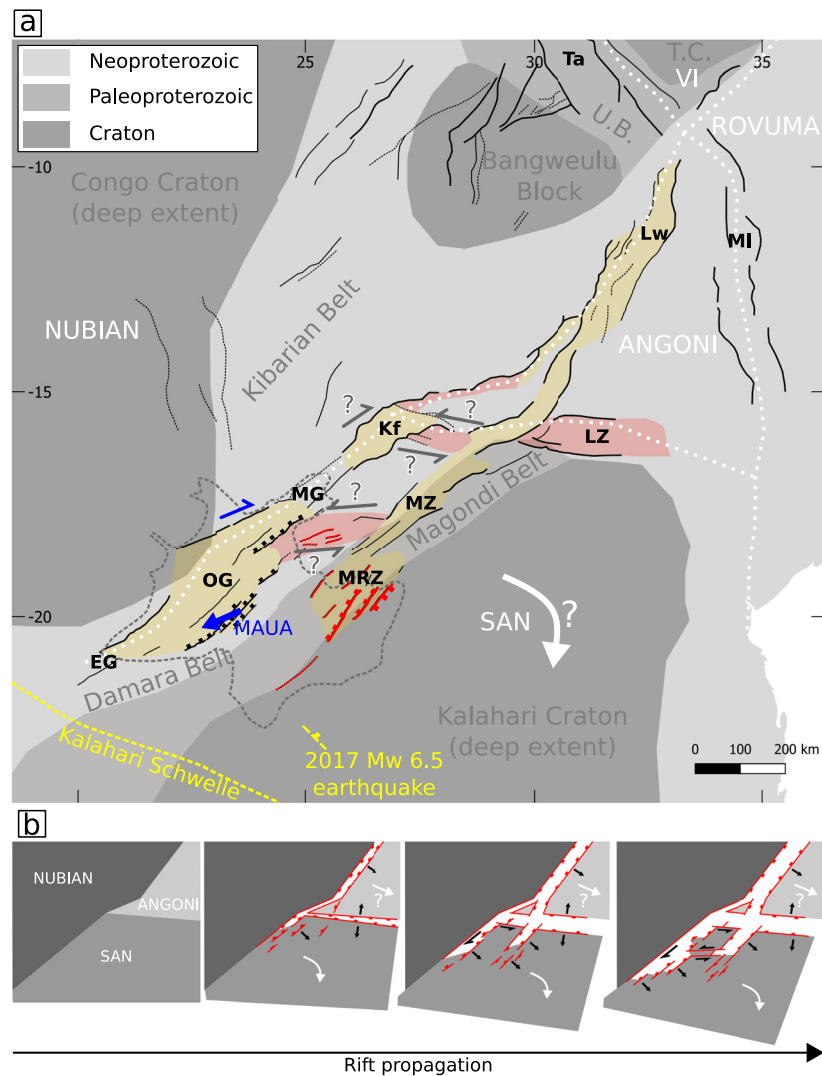 a
Neoproterozoic
Paleoproterozoic
Craton
25
30
35
-10
-15
-20
Ta
T.C.
VI
U.B.
ROVUMA
Bangweulu
Block
Congo Craton
(deep extent)
Lw
Ml
NUBIAN
Kibarian Belt
ANGONI
?
?
?
Kf
LZ
MG
?
MZ
Magondi Belt
OG
?
MRZ
MAUA
SAN
?
EG
Damara Belt
Kalahari Schwelle
Kalahari Craton
(deep extent)
2017 Mw 6.5
earthquake
0 100 200 km
b
NUBIAN
ANGONI
SAN
?
?
?
Rift propagation